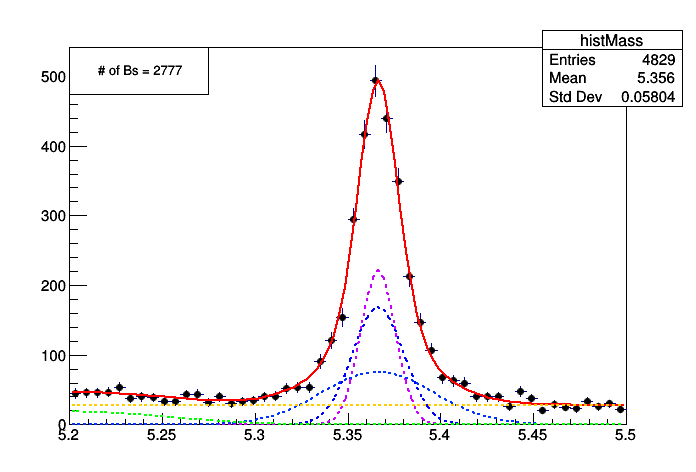 histMass
Entries 4829
Mean 5.356
Std Dev 0.05804
# of Bs = 2777
500
400
300
200
100
0
5.2 5.25 5.3 5.35 5.4 5.45 5.5